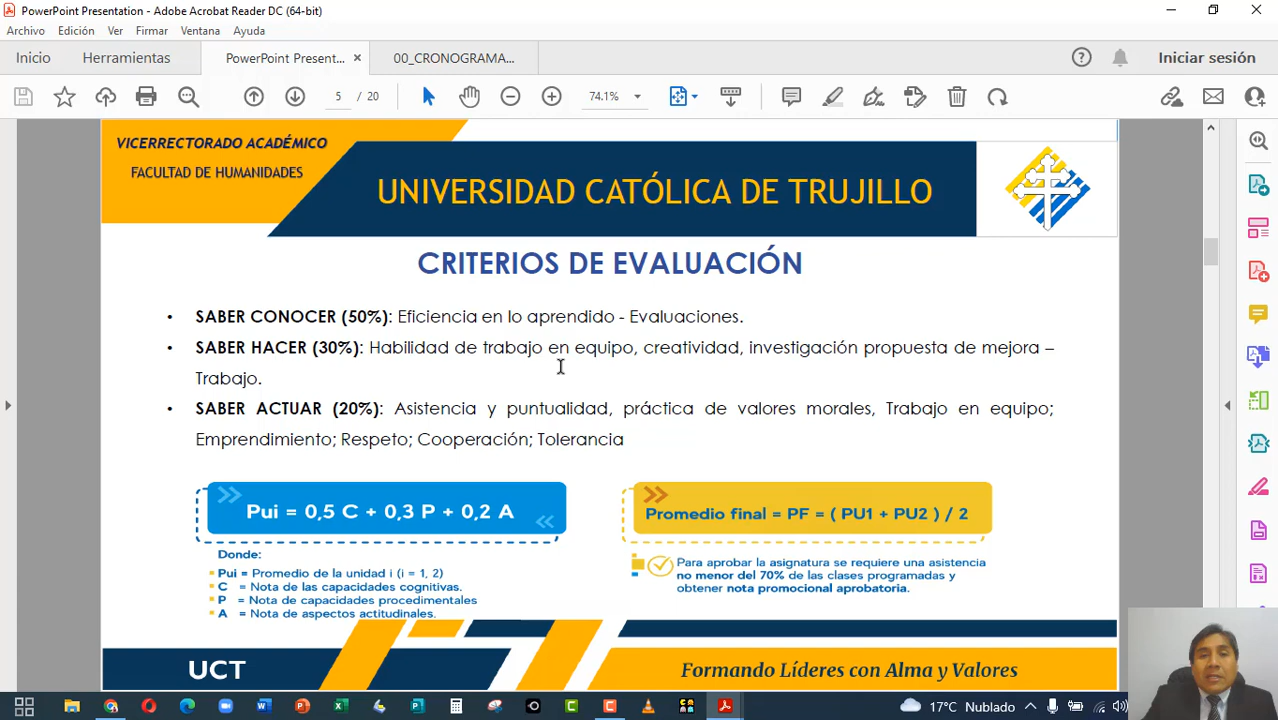 PowerPoint Presentation - Adobe Acrobat Reader DC (64-bit)
Archivo Edición Ver Firmar Ventana Ayuda
Inicio Herramientas PowerPoint Present... × 00_CRONOGRAMA... Iniciar sesión
5 / 20 74.1%
VICERRECTORADO ACADÉMICO
FACULTAD DE HUMANIDADES
UNIVERSIDAD CATÓLICA DE TRUJILLO
CRITERIOS DE EVALUACIÓN
• SABER CONOCER (50%): Eficiencia en lo aprendido - Evaluaciones.
• SABER HACER (30%): Habilidad de trabajo en equipo, creatividad, investigación propuesta de mejora –
Trabajo.
• SABER ACTUAR (20%): Asistencia y puntualidad, práctica de valores morales, Trabajo en equipo;
Emprendimiento; Respeto; Cooperación; Tolerancia
Pui = 0,5 C + 0,3 P + 0,2 A
Donde:
Pui = Promedio de la unidad i (i = 1, 2)
C = Nota de las capacidades cognitivas.
P = Nota de capacidades procedimentales
A = Nota de aspectos actitudinales.
Promedio final = PF = ( PU1 + PU2 ) / 2
Para aprobar la asignatura se requiere una asistencia
no menor del 70% de las clases programadas y
obtener nota promocional aprobatoria.
UCT
Formando Líderes con Alma y Valores
17°C Nublado